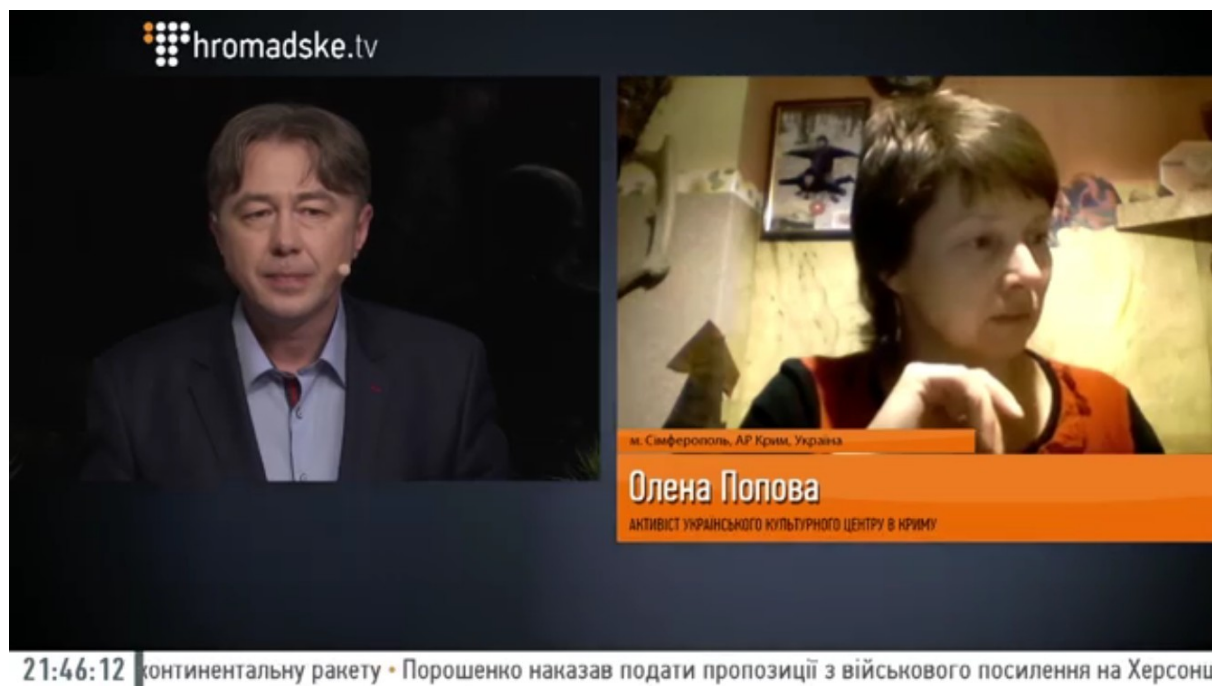 hromadske.tv
м. Сімферополь, АР Крим, Україна
Олена Попова
АКТИВІСТ УКРАЇНСЬКОГО КУЛЬТУРНОГО ЦЕНТРУ В КРИМУ
21:46:12 континентальну ракету • Порошенко наказав подати пропозиції з військового посилення на Херсонщ